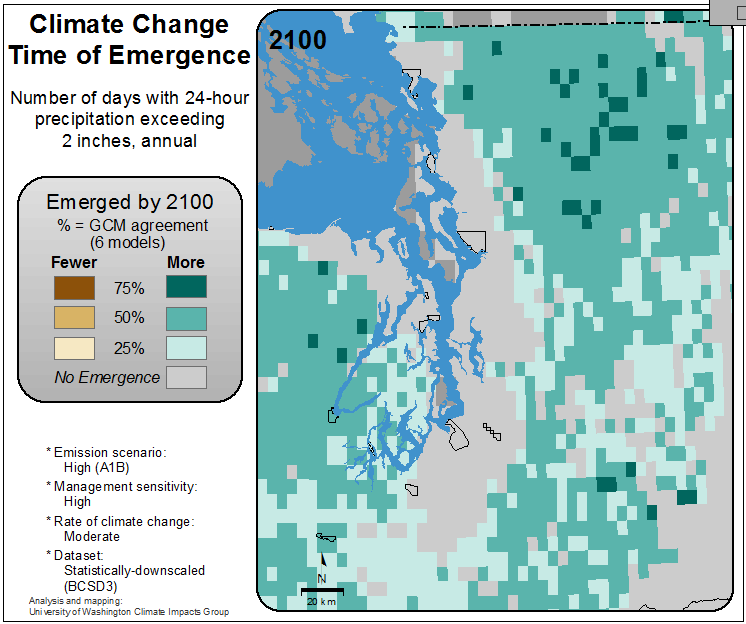 Climate Change
Time of Emergence
Number of days with 24-hour
precipitation exceeding
2 inches, annual
Emerged by 2100
% = GCM agreement
(6 models)
Fewer More
75%
50%
25%
No Emergence
* Emission scenario:
High (A1B)
* Management sensitivity:
High
* Rate of climate change:
Moderate
* Dataset:
Statistically-downscaled
(BCSD3)
Analysis and mapping:
University of Washington Climate Impacts Group
2100
N
20 km